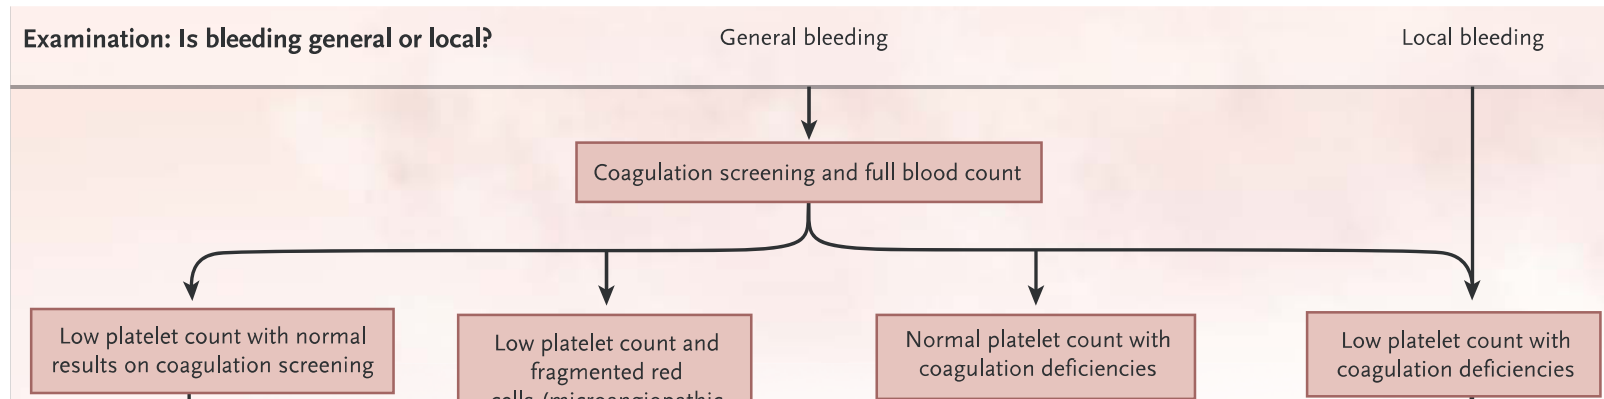 Examination: Is bleeding general or local?
General bleeding
Local bleeding
Coagulation screening and full blood count
Low platelet count with normal
results on coagulation screening
Low platelet count and
fragmented red
cells (microangiopathic
Normal platelet count with
coagulation deficiencies
Low platelet count with
coagulation deficiencies